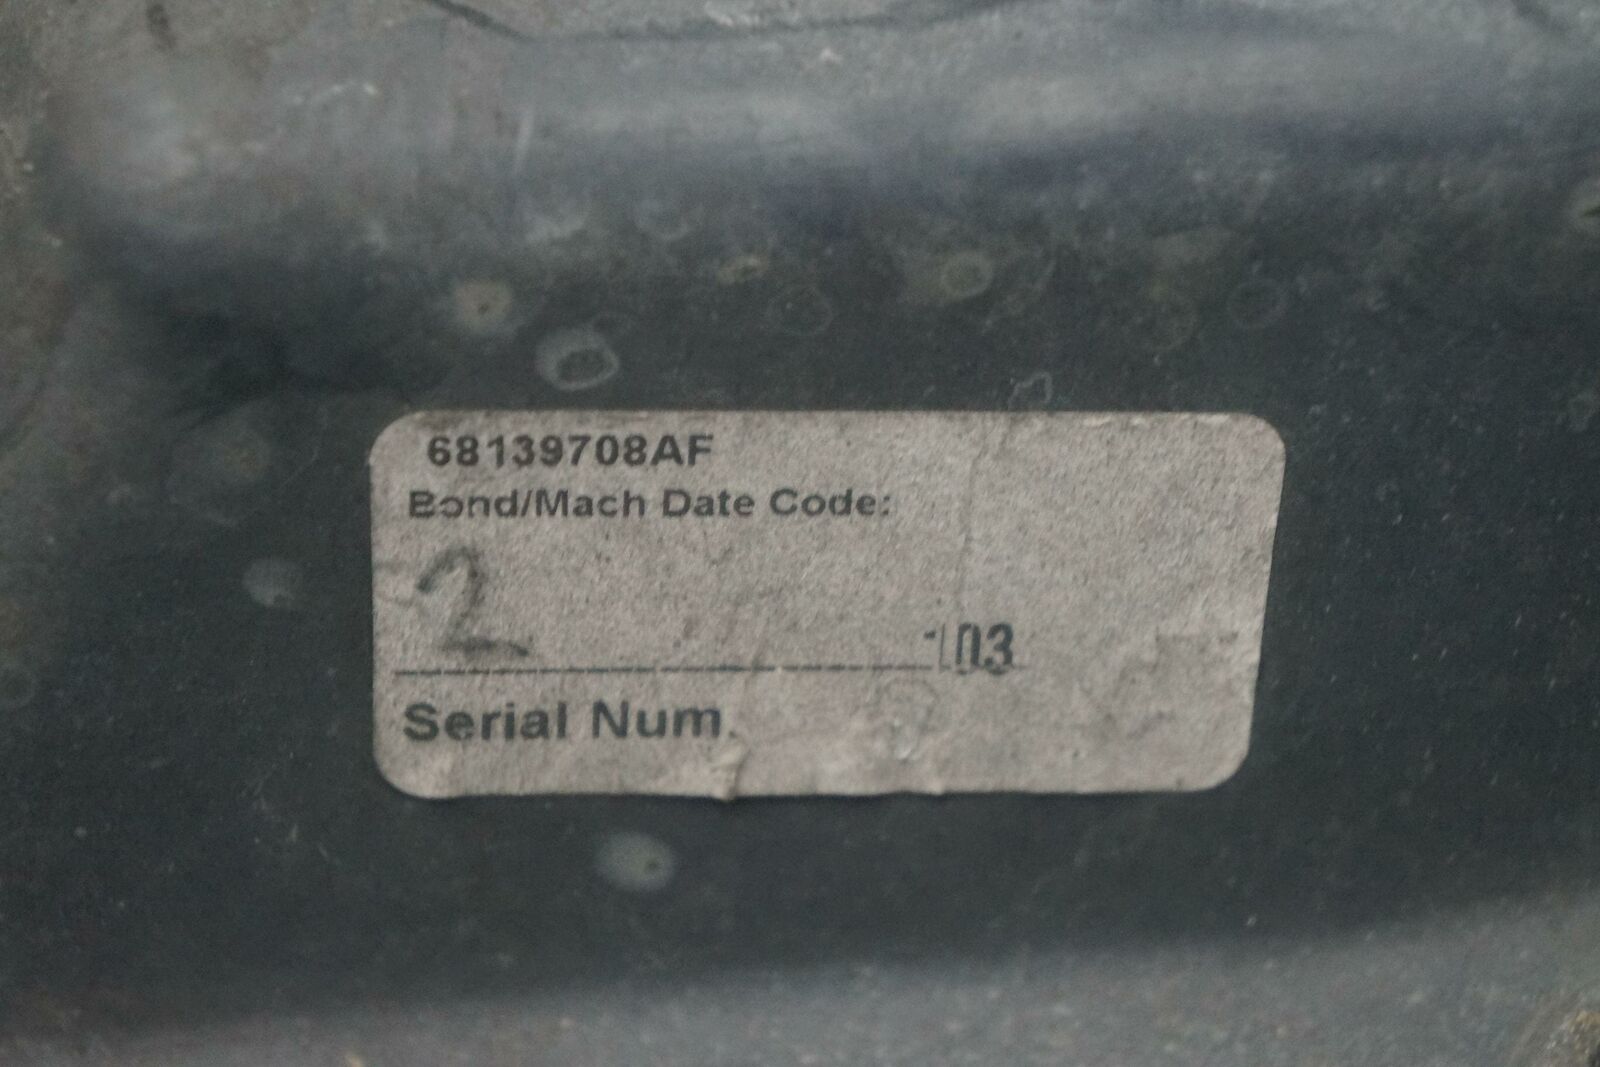 68139708AF
Bond/Mach Date Code:
2 103
Serial Num.